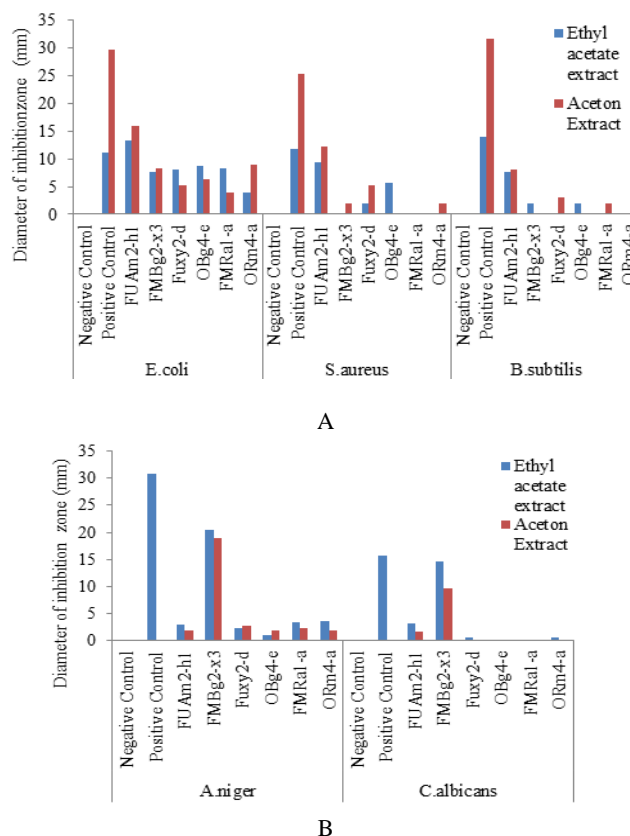 35
30
25
20
15
10
5
0
Diameter of inhibitionzone (mm)
Ethyl
acetate
extract
Aceton
Extract
Negative Control
Positive Control
FUAm2-h1
FMBg2-x3
Fuxy2-d
OBg4-e
FMRa1-a
ORm4-a
Negative Control
Positive Control
FUAm2-h1
FMBg2-x3
Fuxy2-d
OBg4-e
FMRa1-a
ORm4-a
Negative Control
Positive Control
FUAm2-h1
FMBg2-x3
Fuxy2-d
OBg4-e
FMRa1-a
ORm4-a
E.coli
S.aureus
B.subtilis
A
35
30
25
20
15
10
5
0
Diameter of inhibition zone (mm)
Ethyl
acetate
extract
Aceton
Extract
Negative Control
Positive Control
FUAm2-h1
FMBg2-x3
Fuxy2-d
OBg4-e
FMRa1-a
ORm4-a
Negative Control
Positive Control
FUAm2-h1
FMBg2-x3
Fuxy2-d
OBg4-e
FMRa1-a
ORm4-a
A.niger
C.albicans
B